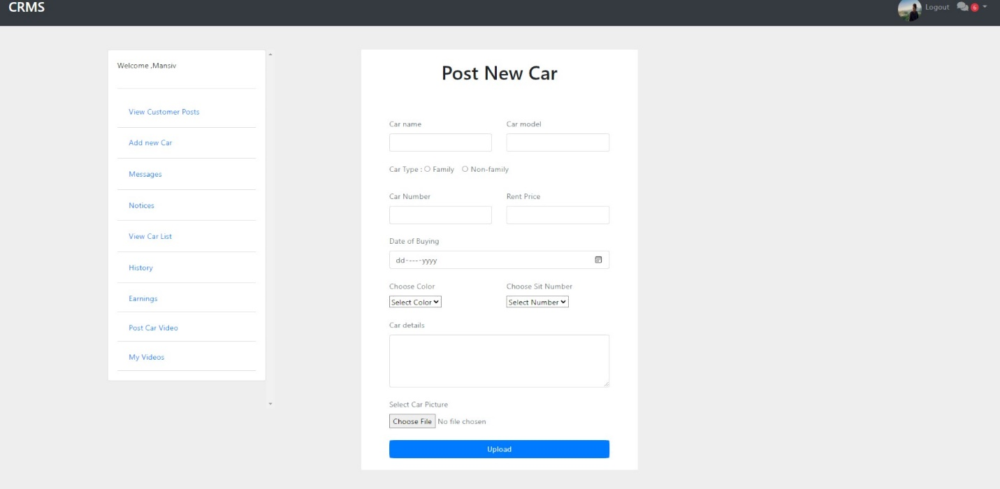 CRMS
Logout 6
Welcome ,Mansiv
View Customer Posts
Add new Car
Messages
Notices
View Car List
History
Earnings
Post Car Video
My Videos
Post New Car
Car name Car model
Car Type : Family Non-family
Car Number Rent Price
Date of Buying
dd----yyyy
Choose Color Choose Sit Number
Select Color Select Number
Car details
Select Car Picture
Choose File No file chosen
Upload